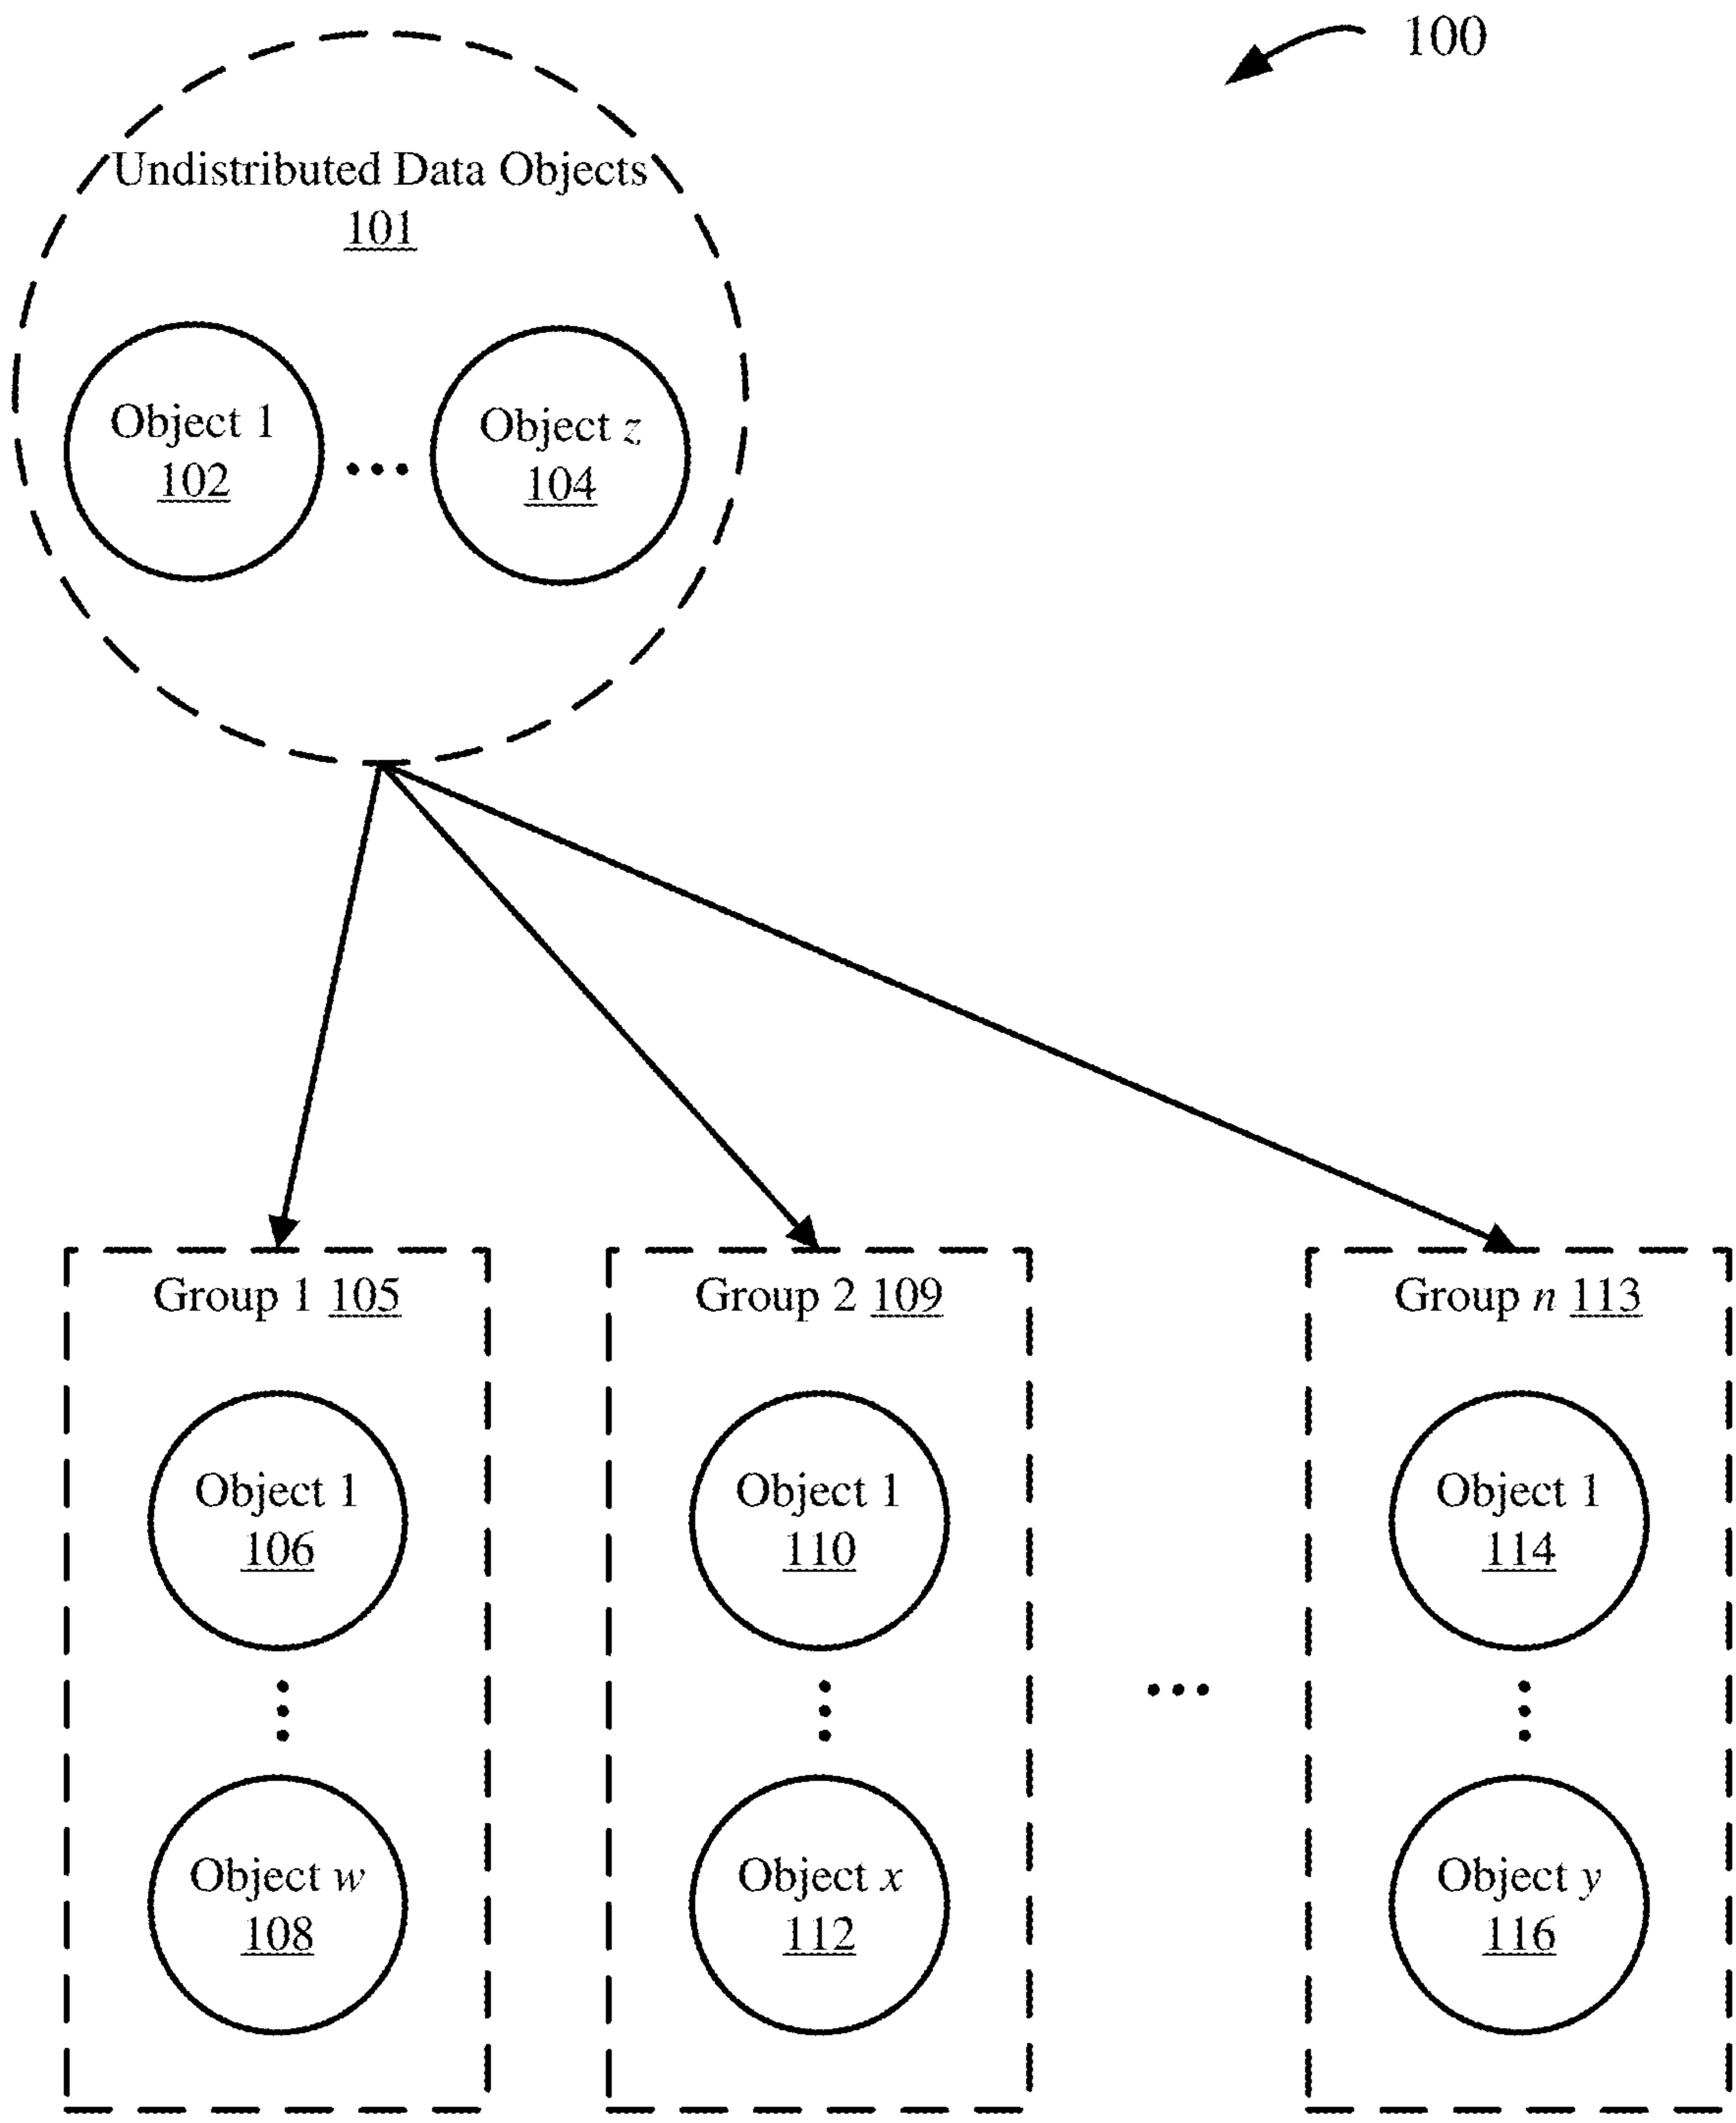 100
Undistributed Data Objects
101
Object 1
102
Object z
104
Group 1 105
Group 2 109
Group n 113
Object 1
106
Object 1
110
Object 1
114
Object w
108
Object x
112
Object y
116